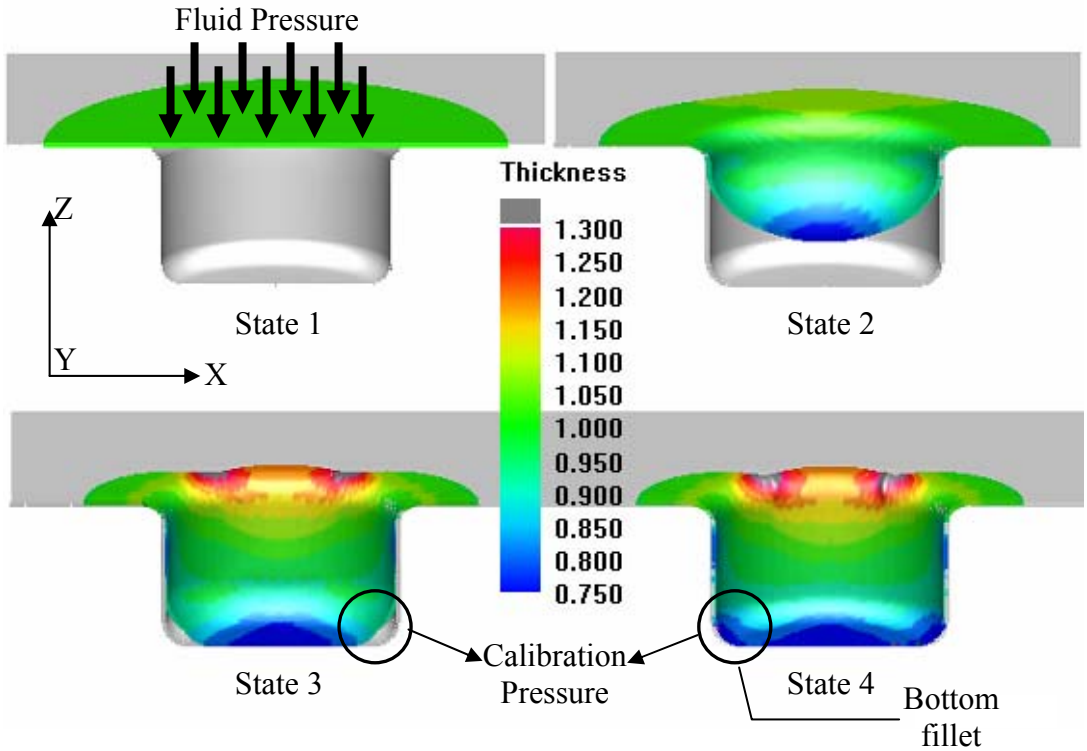 Fluid Pressure
Z
Y
X
State 1
State 2
Thickness
1.300
1.250
1.200
1.150
1.100
1.050
1.000
0.950
0.900
0.850
0.800
0.750
State 3
Calibration
Pressure
State 4
Bottom
fillet